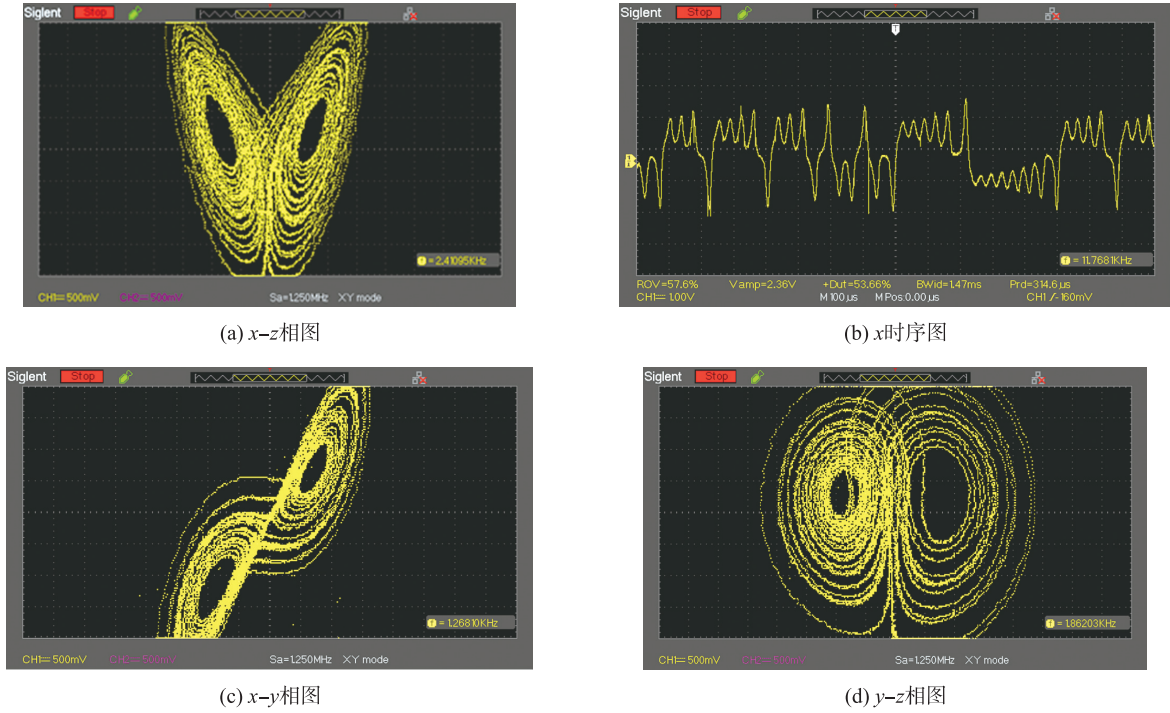 Siglent Stop
f = 2.41095KHz
CH1= 500mV CH2= 500mV Sa=1.250MHz XY mode
(a) x–z相图
Siglent Stop
T
1
f = 11.7681KHz
ROV=57.6% Vamp=2.36V +Dut=53.66% BWid=1.47ms Prd=314.6μs
CH1= 1.00V M 100μs M Pos:0.00μs CH1 /-160mV
(b) x时序图
Siglent Stop
f = 1.26810KHz
CH1= 500mV CH2= 500mV Sa=1.250MHz XY mode
(c) x–y相图
Siglent Stop
f = 1.86203KHz
CH1= 500mV CH2= 500mV Sa=1.250MHz XY mode
(d) y–z相图